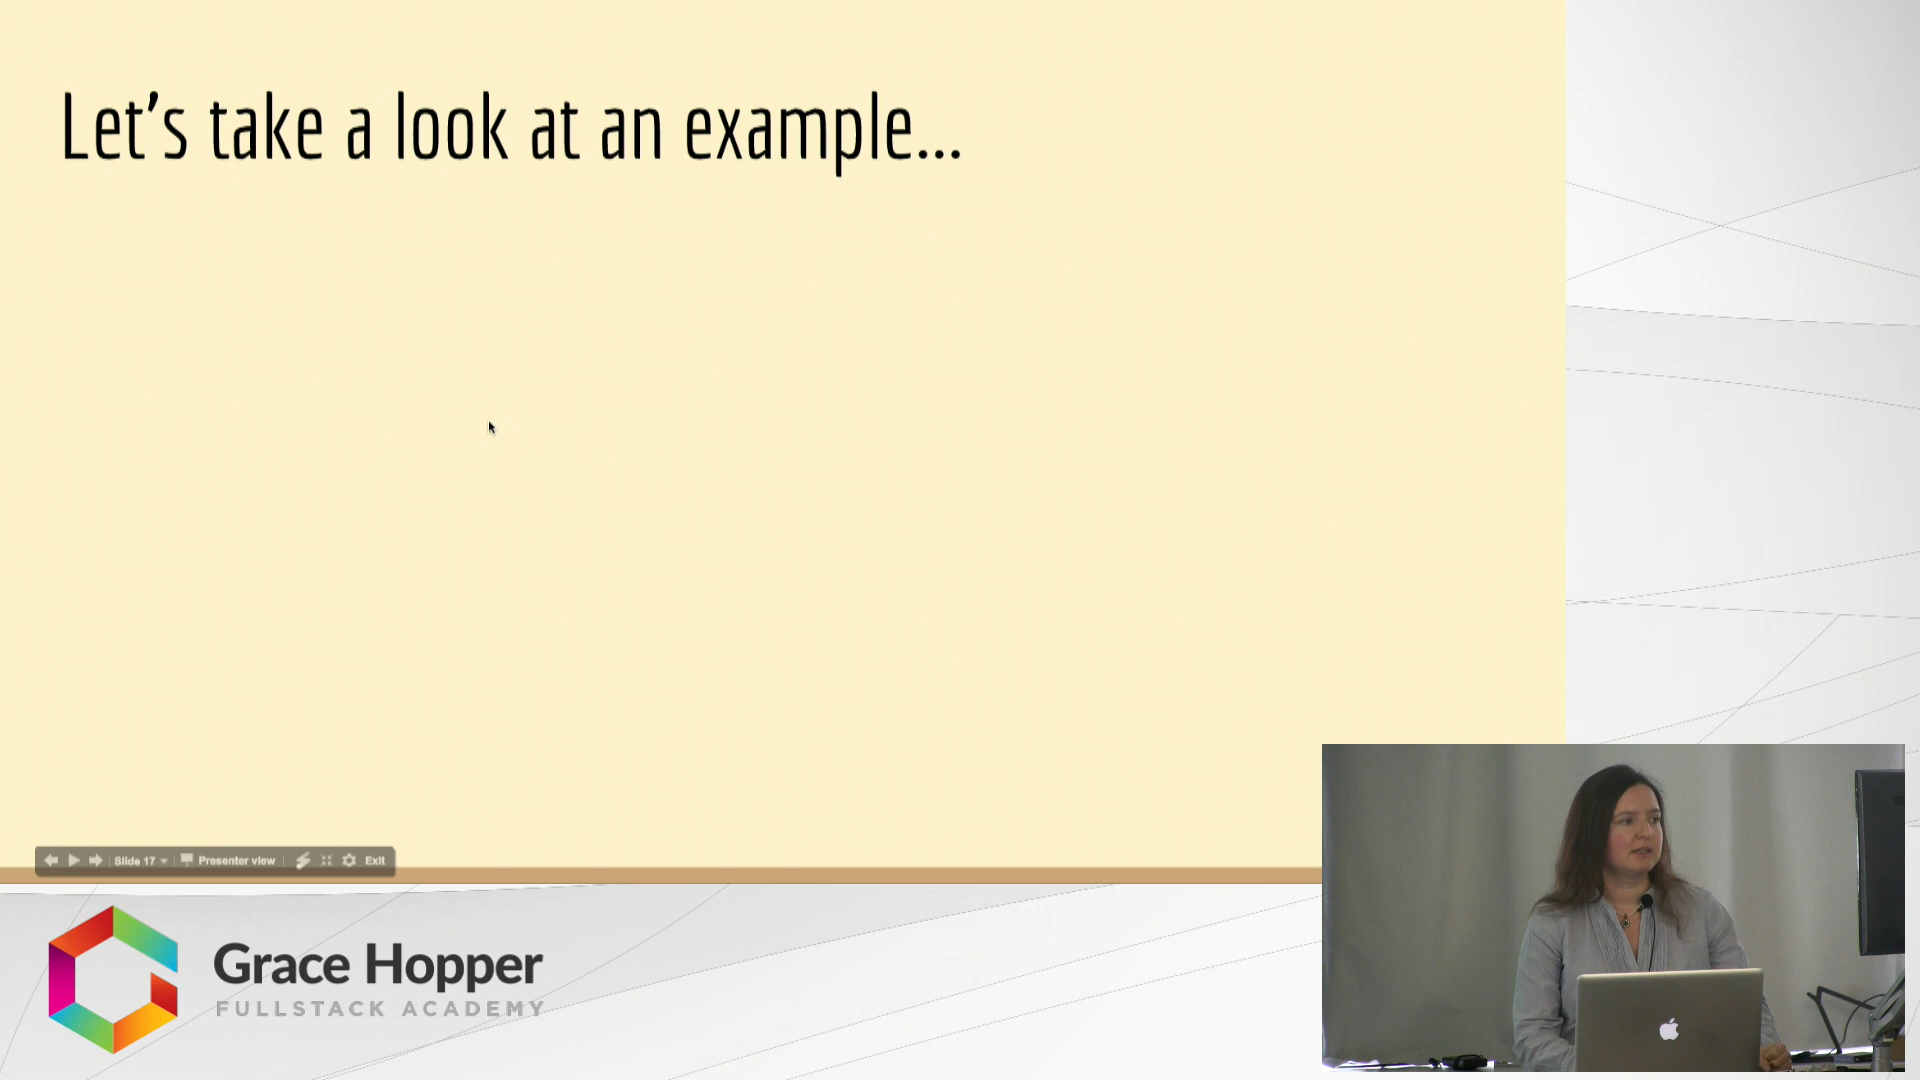 Let's take a look at an example...
Slide 17
Presenter view
Exit
Grace Hopper
FULLSTACK ACADEMY